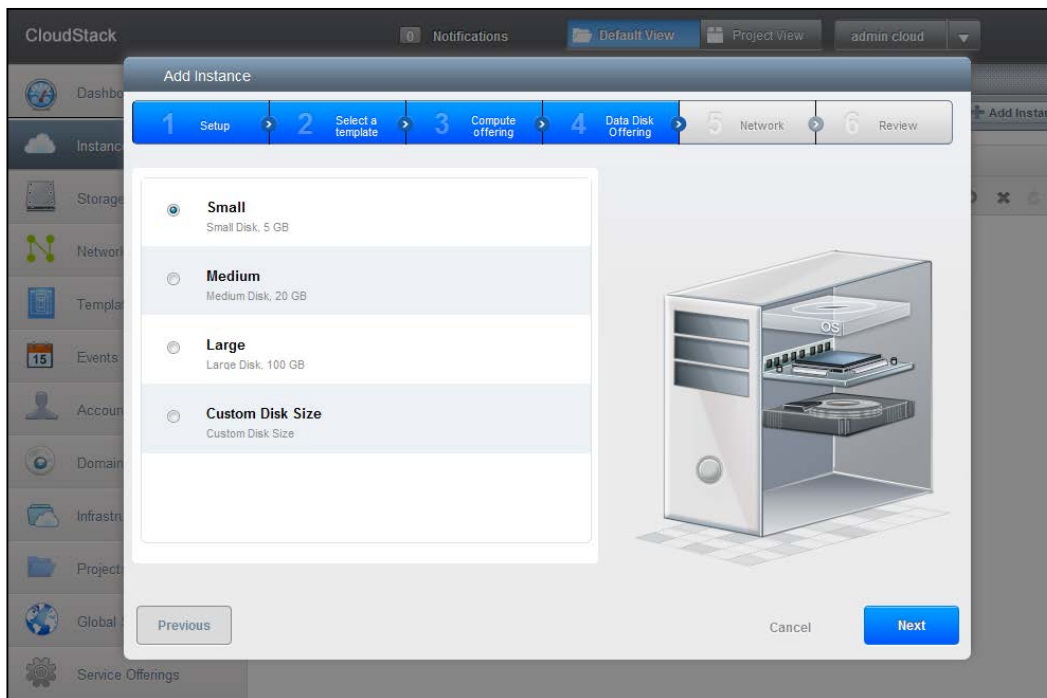 CloudStack
0 Notifications
Default View
Project View
admin cloud
Add Instance
1 Setup
2 Select a
template
3 Compute
offering
4 Data Disk
Offering
5 Network
6 Review
Small
Small Disk, 5 GB
Medium
Medium Disk, 20 GB
Large
Large Disk, 100 GB
Custom Disk Size
Custom Disk Size
OS
Previous
Cancel
Next
Dashbo
Instanc
Storage
Networ
Templa
15 Events
Accoun
Domain
Infrastru
Project
Global
Service Offerings
Add Instan